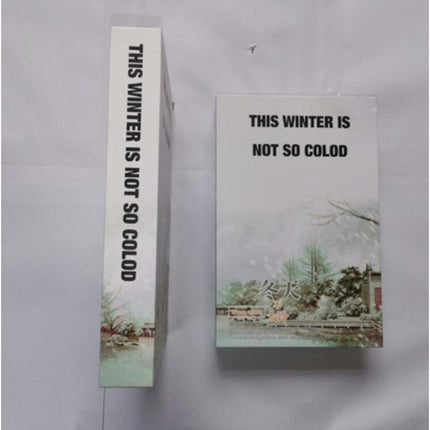 THIS WINTER IS NOT SO COLOD
THIS WINTER IS
NOT SO COLOD
冬天